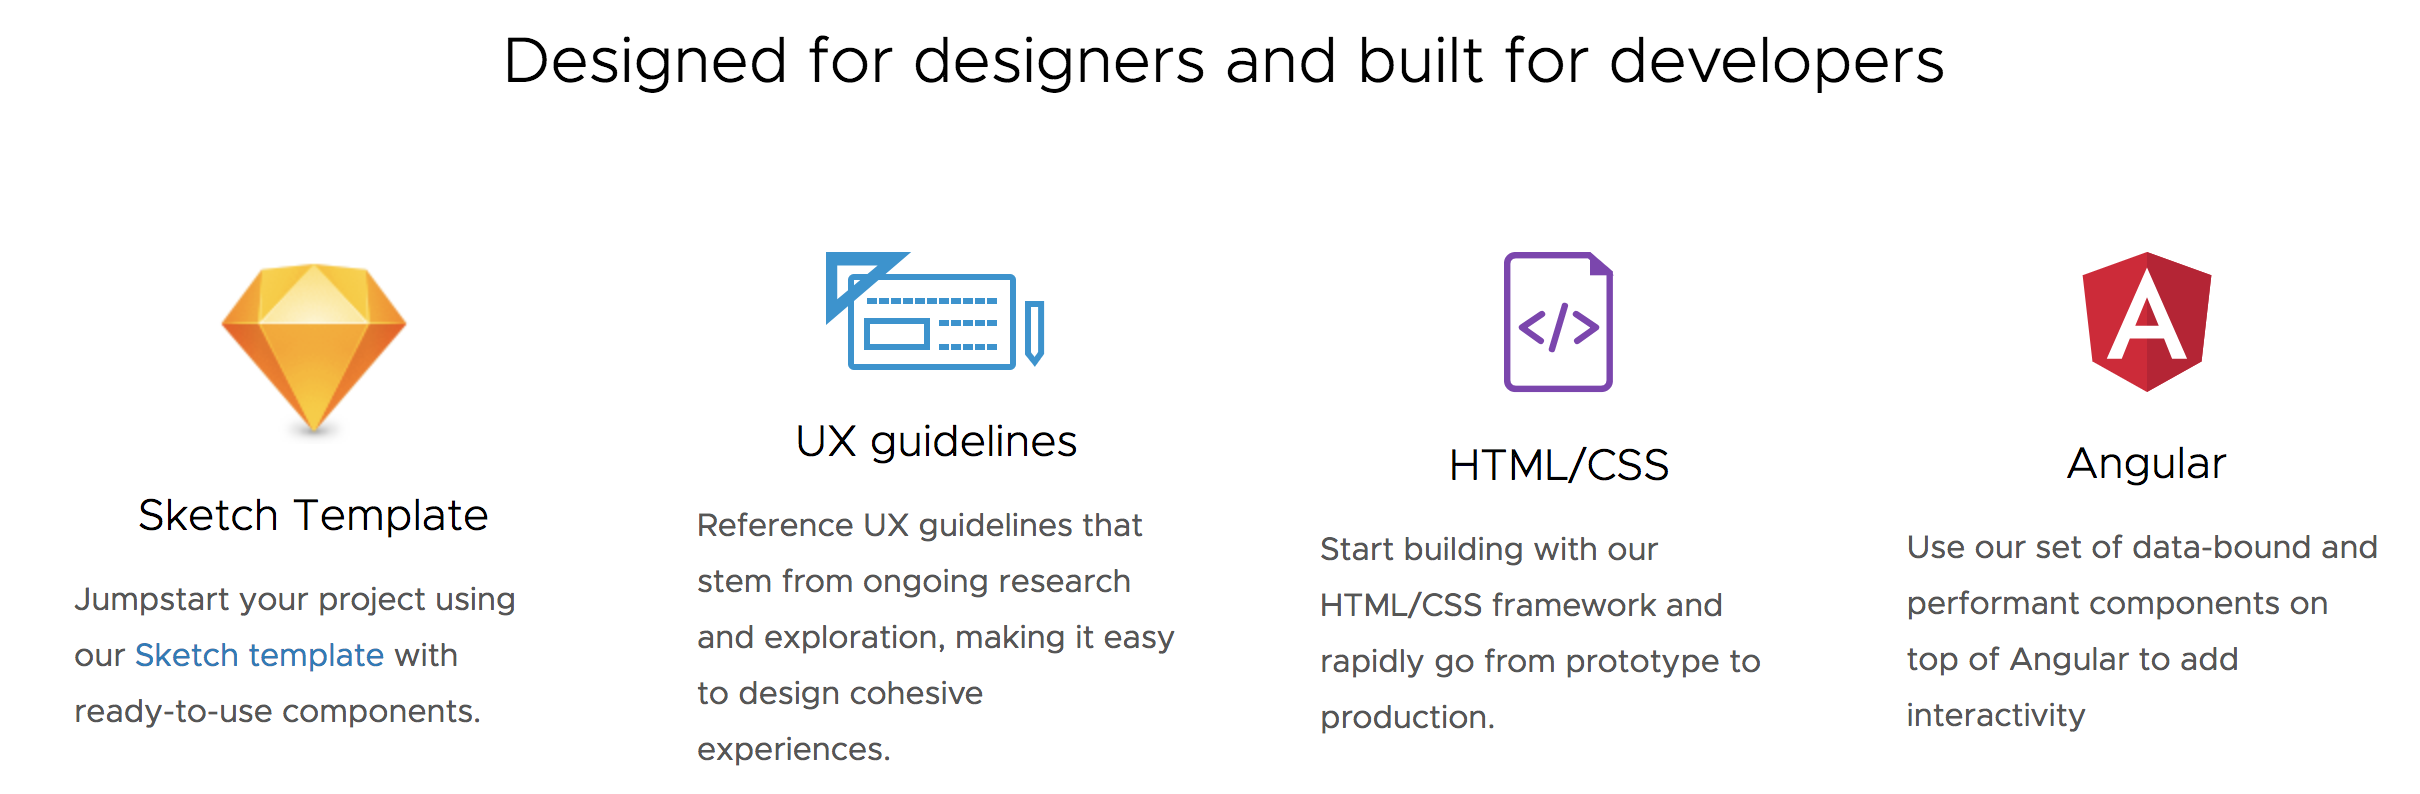 Designed for designers and built for developers
Sketch Template
Jumpstart your project using
our Sketch template with
ready-to-use components.
UX guidelines
Reference UX guidelines that
stem from ongoing research
and exploration, making it easy
to design cohesive
experiences.
</>
HTML/CSS
Start building with our
HTML/CSS framework and
rapidly go from prototype to
production.
A
Angular
Use our set of data-bound and
performant components on
top of Angular to add
interactivity